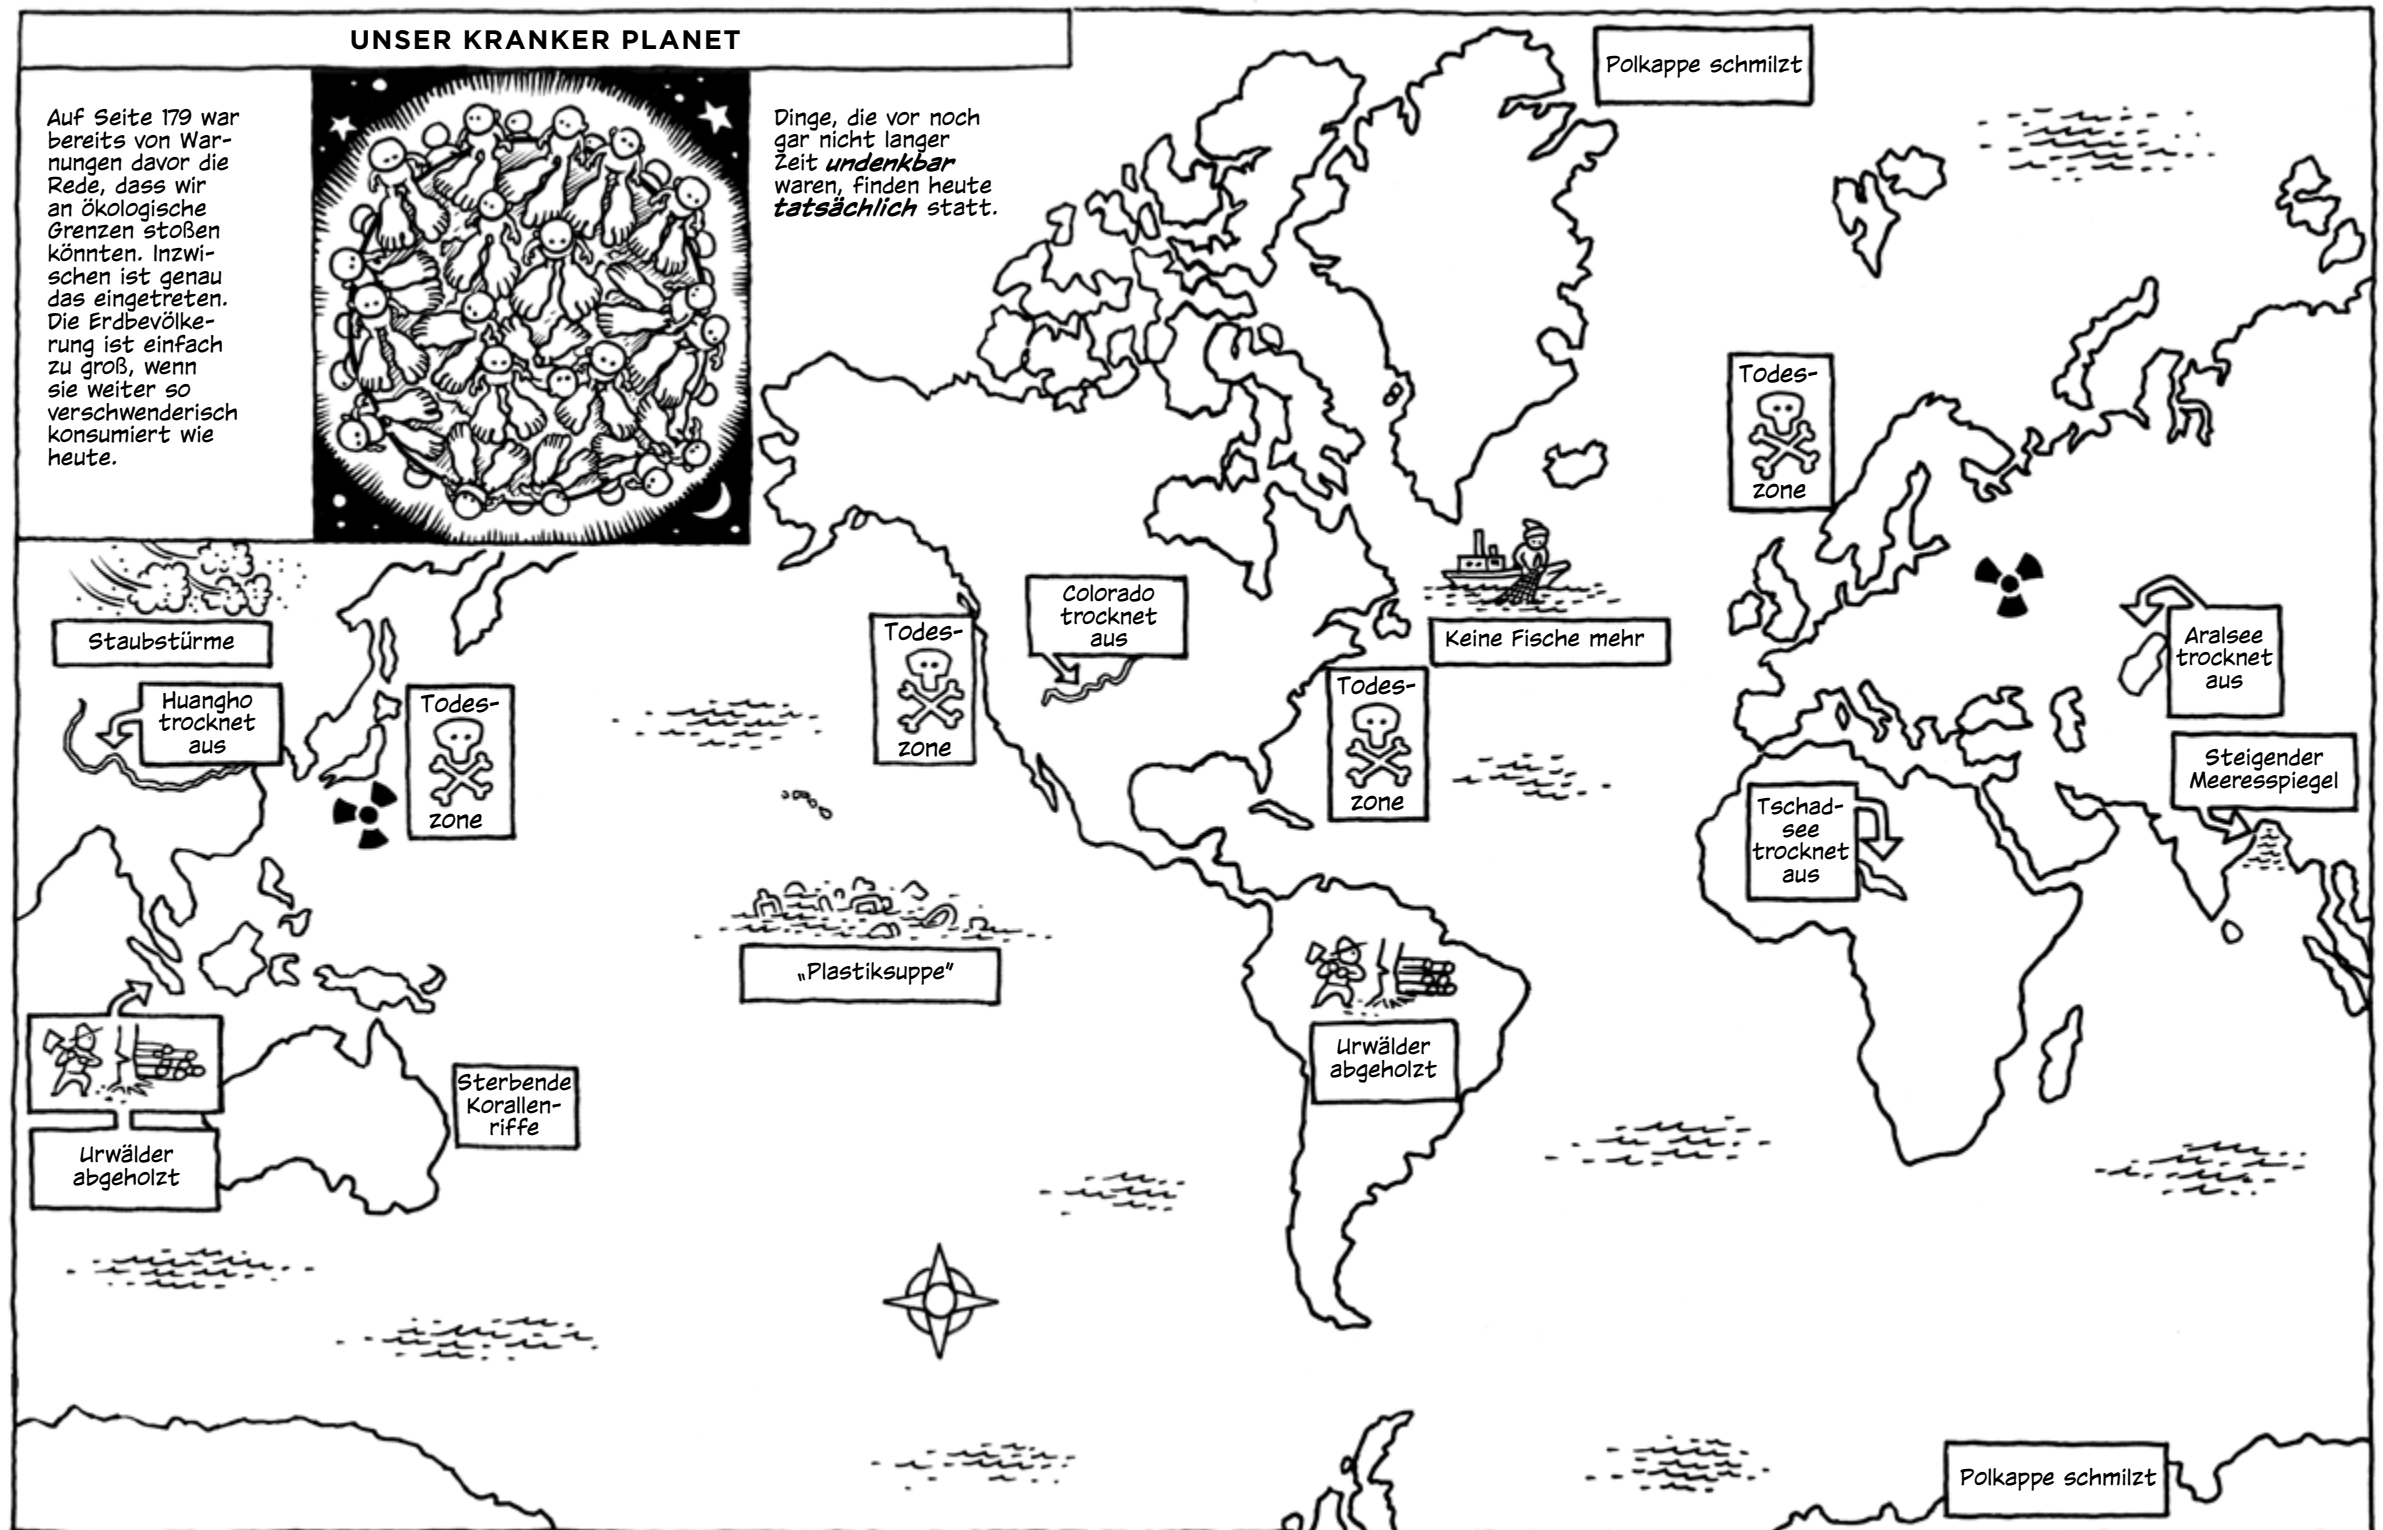 UNSER KRANKER PLANET
Auf Seite 179 war
bereits von War-
nungen davor die
Rede, dass wir
an ökologische
Grenzen stoßen
könnten. Inzwi-
schen ist genau
das eingetreten.
Die Erdbevölke-
rung ist einfach
zu groß, wenn
sie weiter so
verschwenderisch
konsumiert wie
heute.
Dinge, die vor noch
gar nicht langer
Zeit undenkbar
waren, finden heute
tatsächlich statt.
Polkappe schmilzt
Todes-
zone
Staubstürme
Huangho
trocknet
aus
Todes-
zone
Todes-
zone
Colorado
trocknet
aus
Keine Fische mehr
Todes-
zone
Aralsee
trocknet
aus
Steigender
Meeresspiegel
Tschad-
see
trocknet
aus
„Plastiksuppe“
Urwälder
abgeholzt
Sterbende
Korallen-
riffe
Urwälder
abgeholzt
Polkappe schmilzt